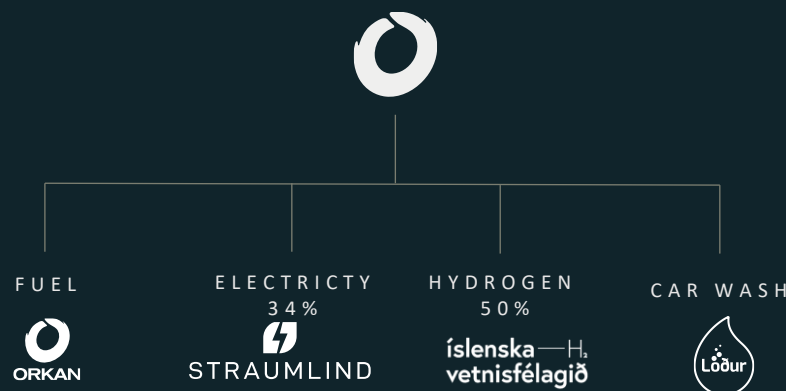 FUEL
ELECTRICTY
34%
HYDROGEN
50%
CAR WASH
ORKAN
STRAUMLIND
íslenska H₂
vetnisfélagið
Löður